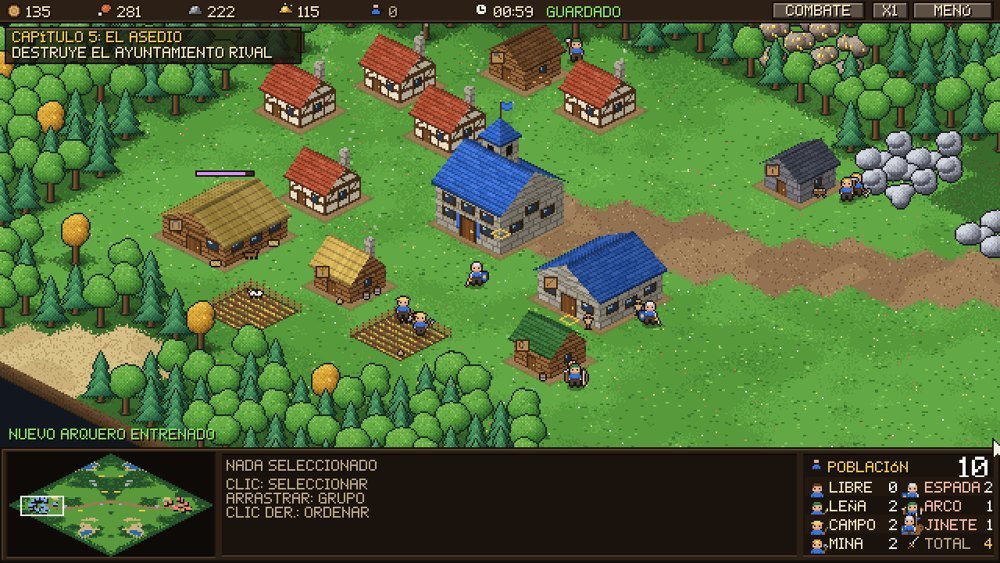 135 281 222 115 0 00:59 GUARDADO COMBATE X1 MENÚ
CAPÍTULO 5: EL ASEDIO
DESTRUYE EL AYUNTAMIENTO RIVAL
NUEVO ARQUERO ENTRENADO
NADA SELECCIONADO
CLIC: SELECCIONAR
ARRASTRAR: GRUPO
CLIC DER.: ORDENAR
POBLACIÓN 10
LIBRE 0 ESPADA 2
LEÑA 2 ARCO 1
CAMPO 2 JINETE 1
MINA 2 TOTAL 4